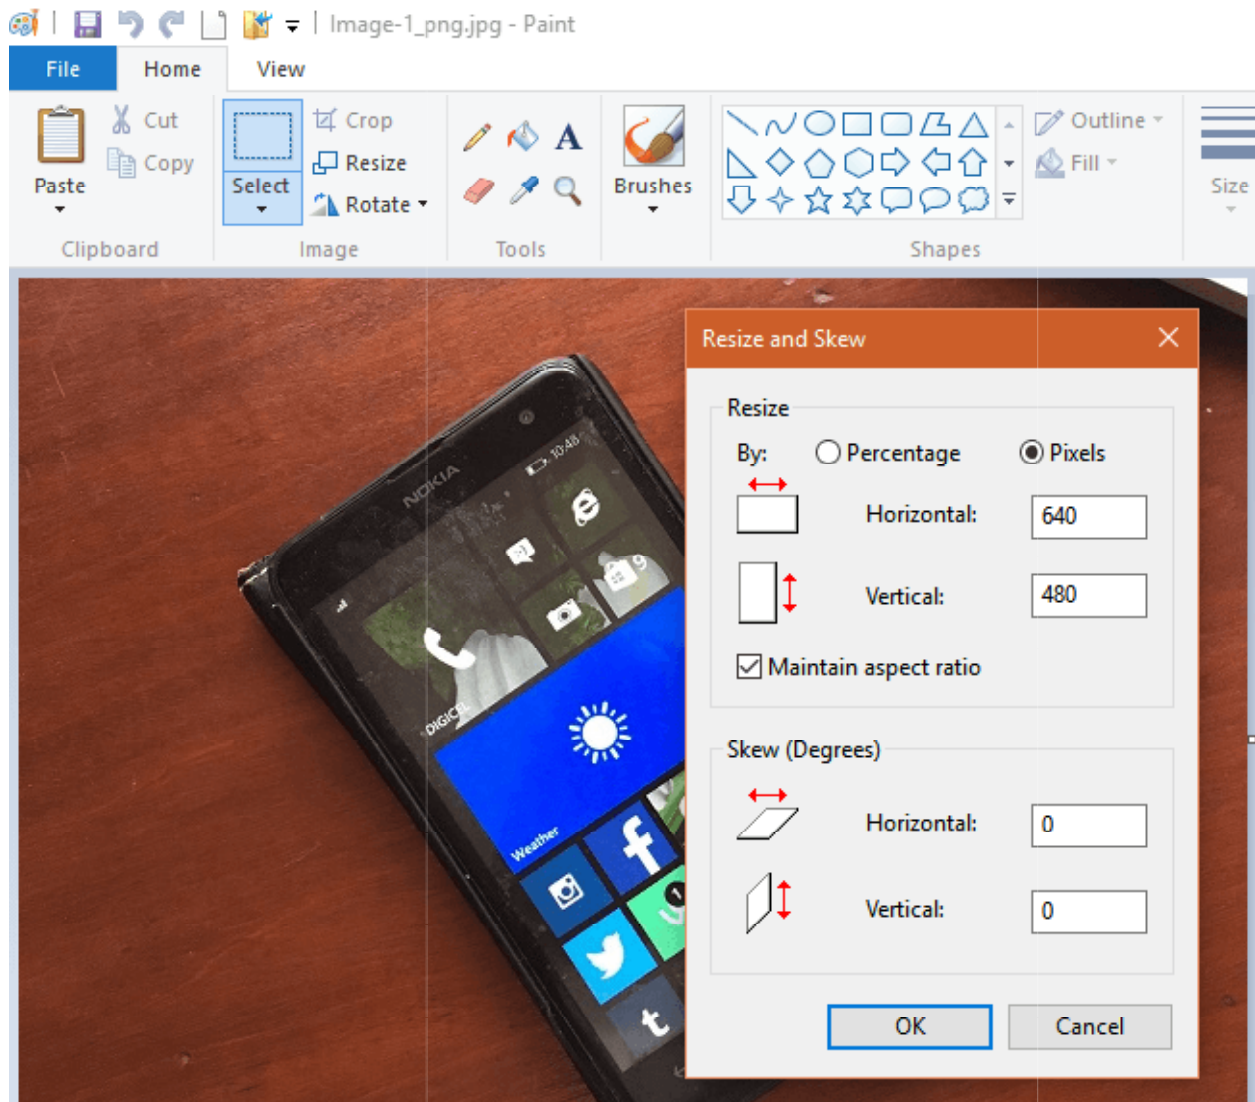 Image-1_png.jpg - Paint
File Home View
Paste
Cut
Copy
Clipboard
Select
Crop
Resize
Rotate
Image
A
Tools
Brushes
Outline
Fill
Shapes
Size
Resize and Skew
Resize
By: Percentage Pixels
Horizontal: 640
Vertical: 480
Maintain aspect ratio
Skew (Degrees)
Horizontal: 0
Vertical: 0
OK Cancel
NOKIA
10:48
9
DIGICEL
Weather
1